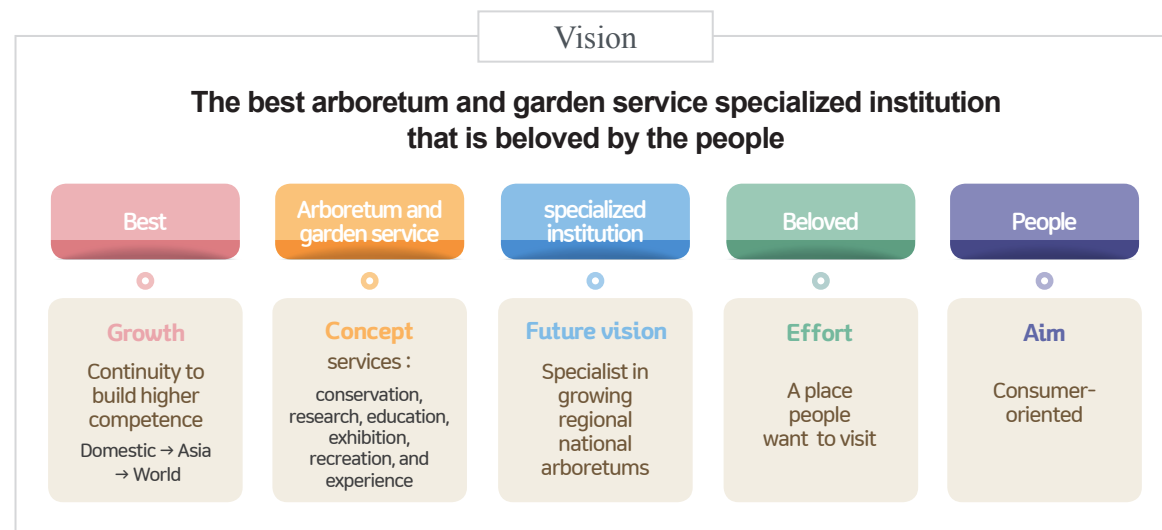 Vision
The best arboretum and garden service specialized institution
that is beloved by the people
Best
Growth
Continuity to
build higher
competence
Domestic → Asia
→ World
Arboretum and
garden service
Concept
services :
conservation,
research, education,
exhibition,
recreation, and
experience
specialized
institution
Future vision
Specialist in
growing
regional
national
arboretums
Beloved
Effort
A place
people
want to visit
People
Aim
Consumer-
oriented